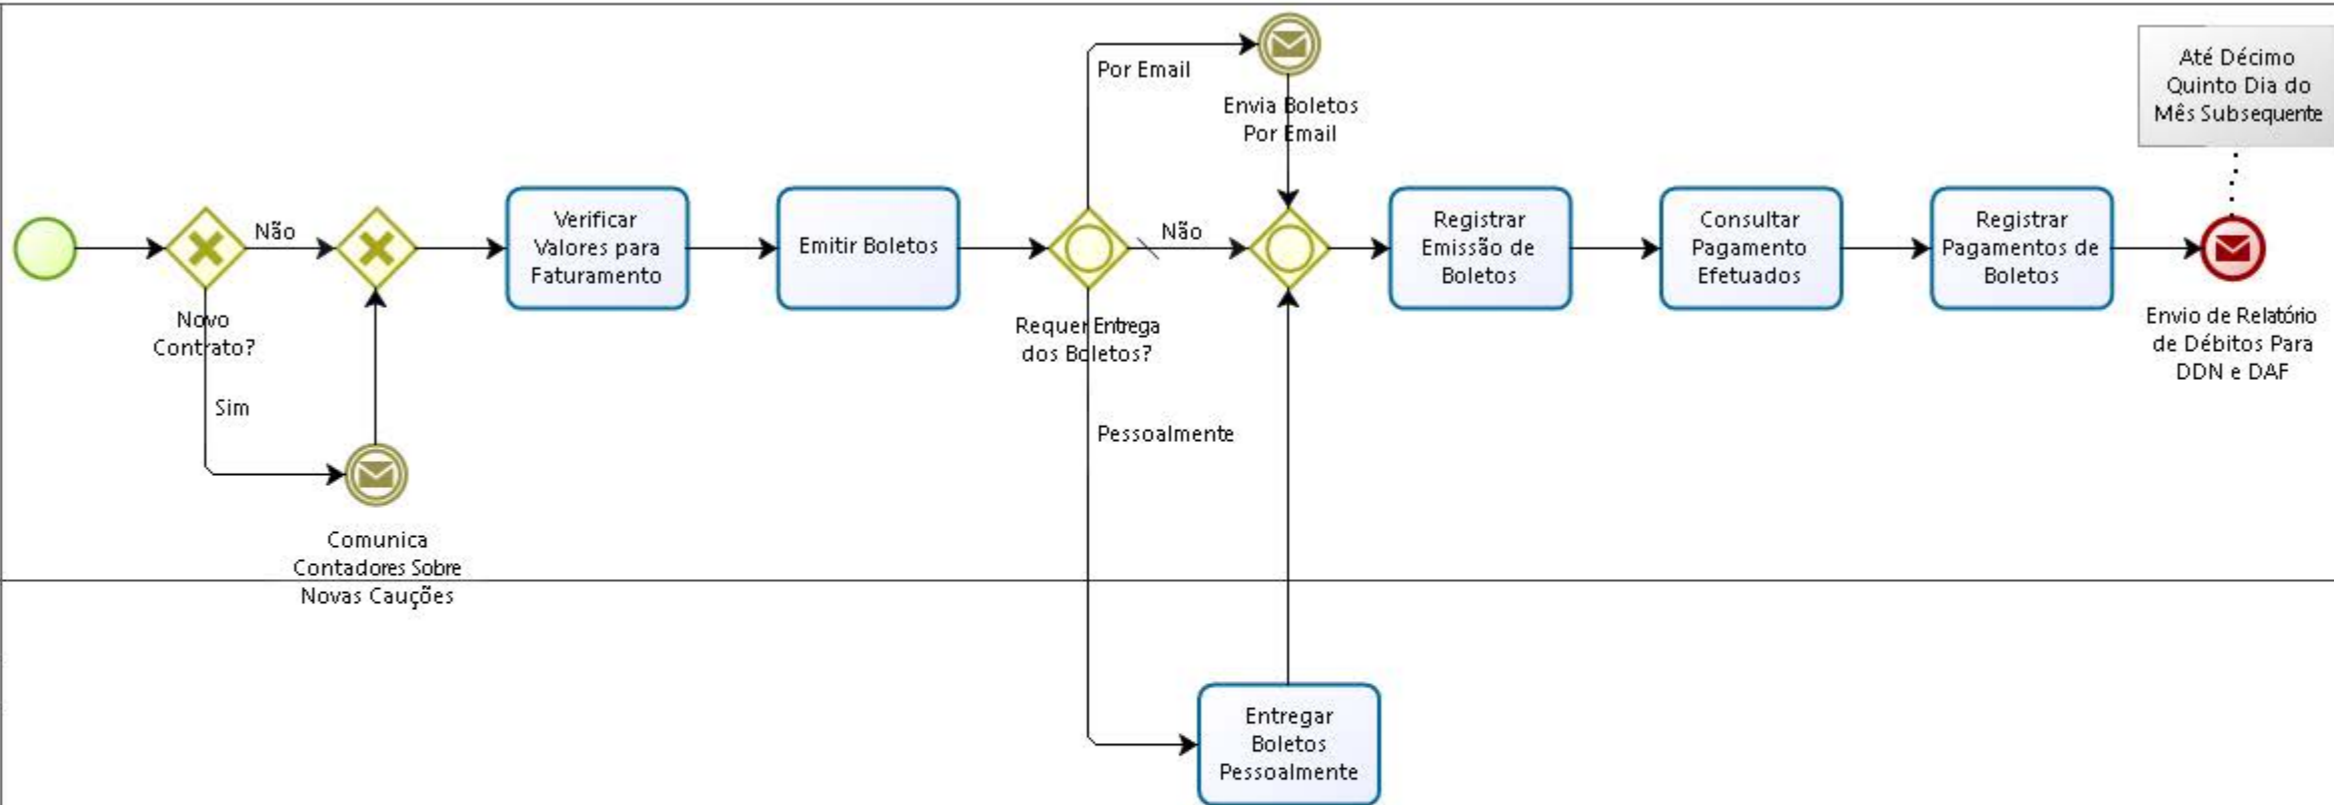 Não
Novo
Contrato?
Sim
Comunica
Contadores Sobre
Novas Cauções
Verificar
Valores para
Faturamento
Emitir Boletos
Requer Entrega
dos Boletos?
Por Email
Envia Boletos
Por Email
Não
Pessoalmente
Entregar
Boletos
Pessoalmente
Registrar
Emissão de
Boletos
Consultar
Pagamento
Efetuados
Registrar
Pagamentos de
Boletos
Até Décimo
Quinto Dia do
Mês Subsequente
Envio de Relatório
de Débitos Para
DDN e DAF